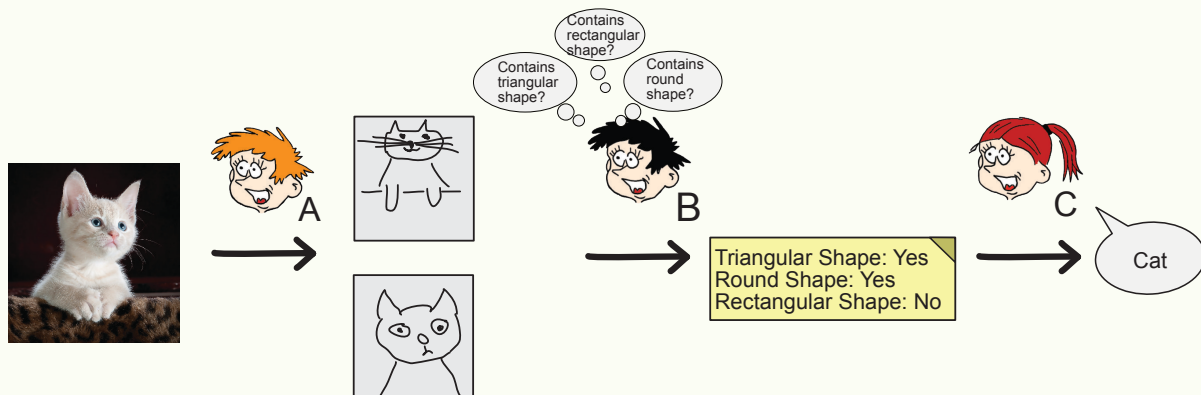 Contains
rectangular
shape?
Contains
triangular
shape?
Contains
round
shape?
A
B
C
Triangular Shape: Yes
Round Shape: Yes
Rectangular Shape: No
Cat